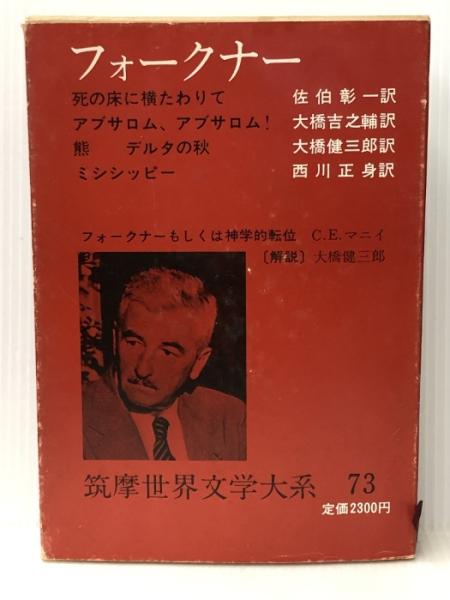 フォークナー
死の床に横たわりて 佐伯彰一訳
アブサロム、アブサロム! 大橋吉之輔訳
熊 デルタの秋 大橋健三郎訳
ミシシッピー 西川正身訳
フォークナーもしくは神学的転位 C.E.マニイ
〔解説〕大橋健三郎
筑摩世界文学大系 73
定価2300円